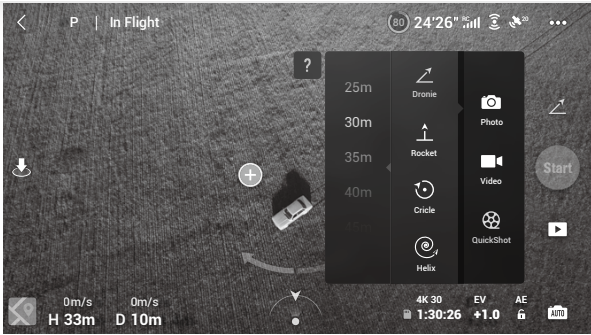 P | In Flight
80 24'26" RC 20
?
25m
30m
35m
40m
Dronie
Rocket
Cricle
Helix
Photo
Video
QuickShot
Start
0m/s 0m/s
H 33m D 10m
4K 30 EV AE
1:30:26 +1.0
AUTO